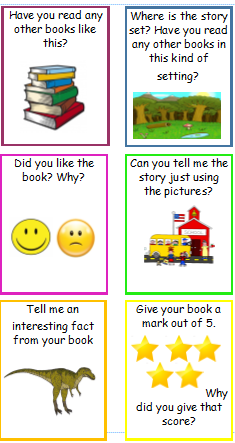 Have you read any
other books like
this?
Where is the story
set? Have you read
any other books in
this kind of
setting?
Did you like the
book? Why?
Can you tell me the
story just using
the pictures?
SCHOOL
Tell me an
interesting fact
from your book
Give your book a
mark out of 5.
Why
did you give that
score?